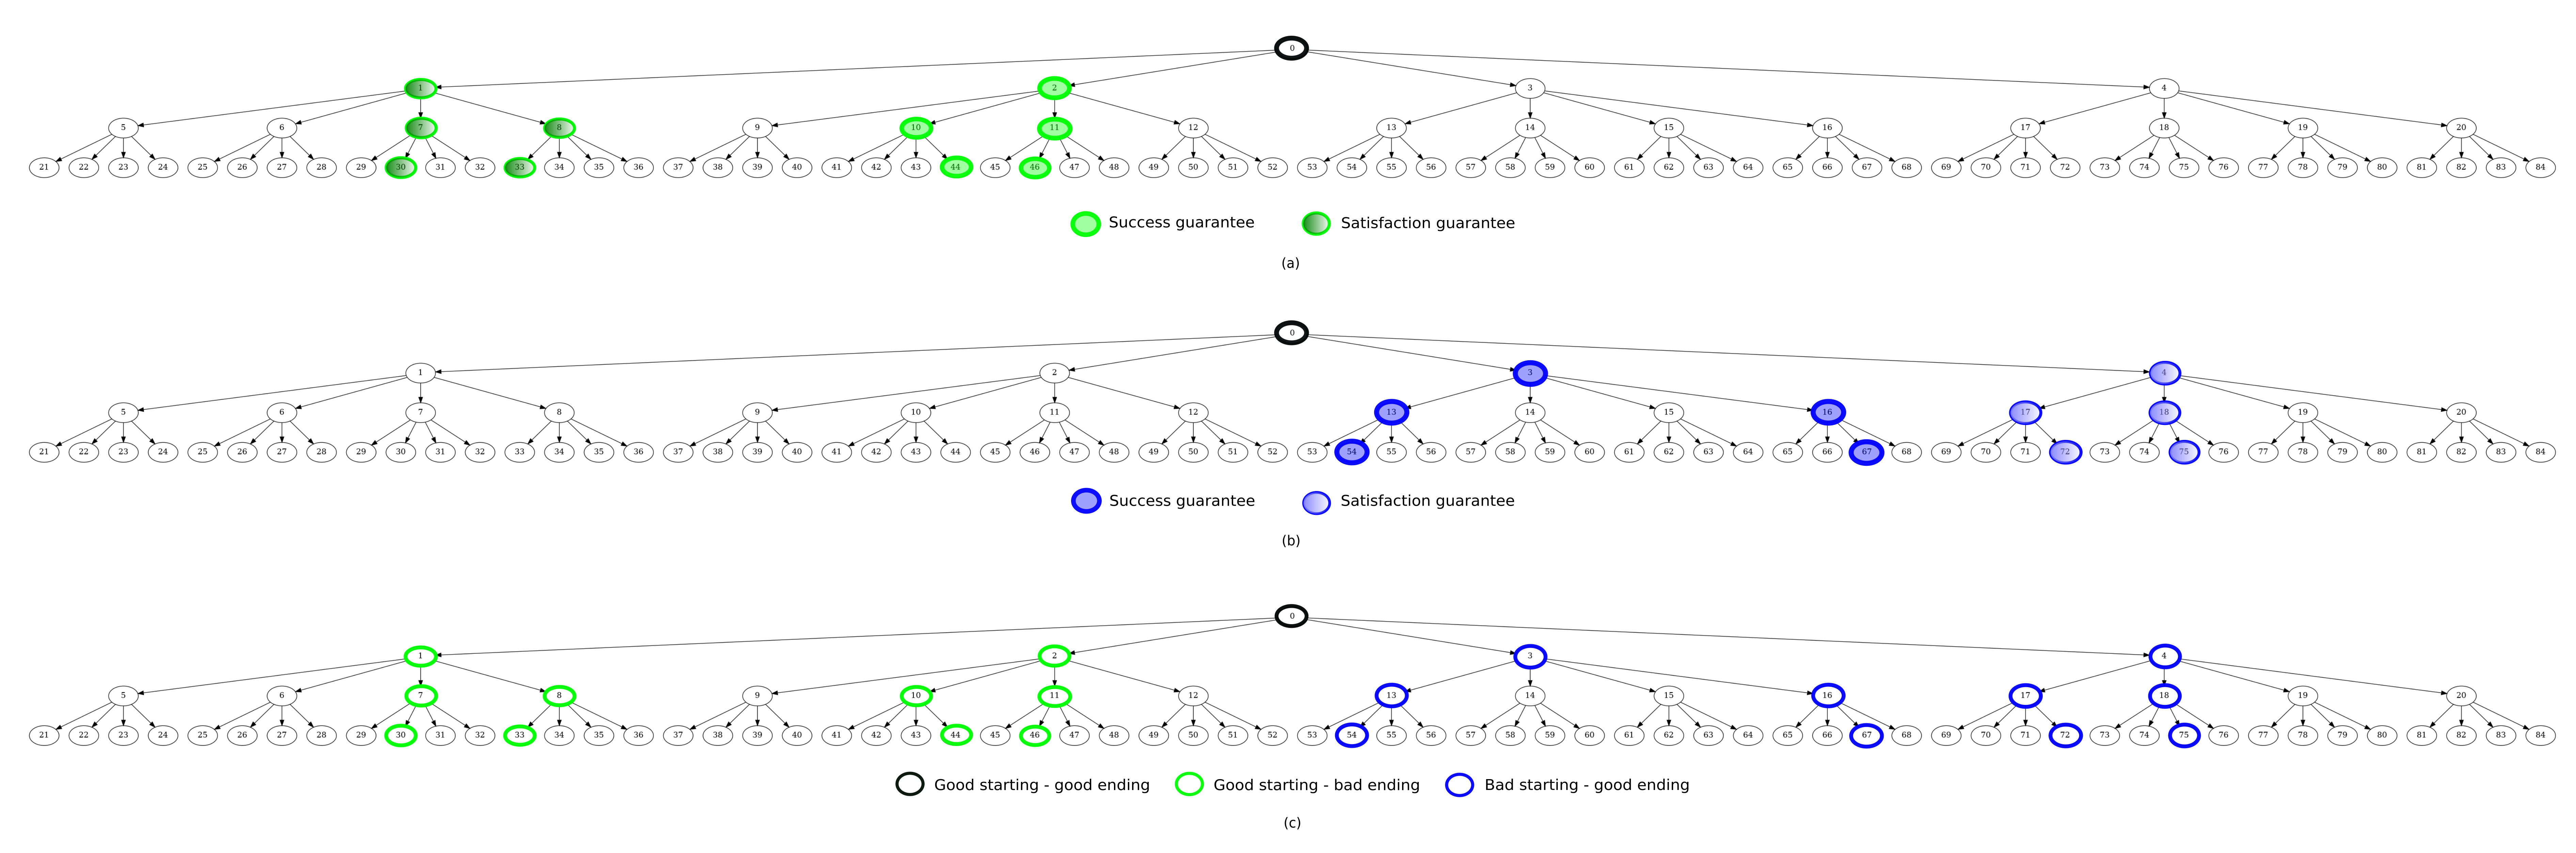 0
1 2 3 4
5 6 7 8 9 10 11 12 13 14 15 16 17 18 19 20
21 22 23 24 25 26 27 28 29 30 31 32 33 34 35 36 37 38 39 40 41 42 43 44 45 46 47 48 49 50 51 52 53 54 55 56 57 58 59 60 61 62 63 64 65 66 67 68 69 70 71 72 73 74 75 76 77 78 79 80 81 82 83 84
Success guarantee Satisfaction guarantee
(a)
0
1 2 3 4
5 6 7 8 9 10 11 12 13 14 15 16 17 18 19 20
21 22 23 24 25 26 27 28 29 30 31 32 33 34 35 36 37 38 39 40 41 42 43 44 45 46 47 48 49 50 51 52 53 54 55 56 57 58 59 60 61 62 63 64 65 66 67 68 69 70 71 72 73 74 75 76 77 78 79 80 81 82 83 84
Success guarantee Satisfaction guarantee
(b)
0
1 2 3 4
5 6 7 8 9 10 11 12 13 14 15 16 17 18 19 20
21 22 23 24 25 26 27 28 29 30 31 32 33 34 35 36 37 38 39 40 41 42 43 44 45 46 47 48 49 50 51 52 53 54 55 56 57 58 59 60 61 62 63 64 65 66 67 68 69 70 71 72 73 74 75 76 77 78 79 80 81 82 83 84
Good starting - good ending Good starting - bad ending Bad starting - good ending
(c)